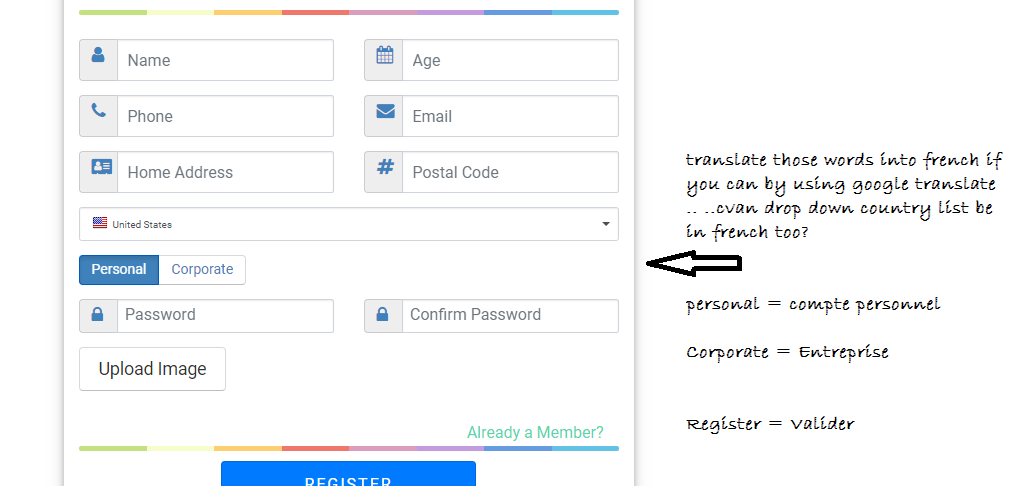 Name
Age
Phone
Email
Home Address
Postal Code
United States
Personal
Corporate
Password
Confirm Password
Upload Image
Already a Member?
REGISTER
translate those words into french if
you can by using google translate
.. ..cvan drop down country list be
in french too?
personal = compte personnel
Corporate = Entreprise
Register = Valider